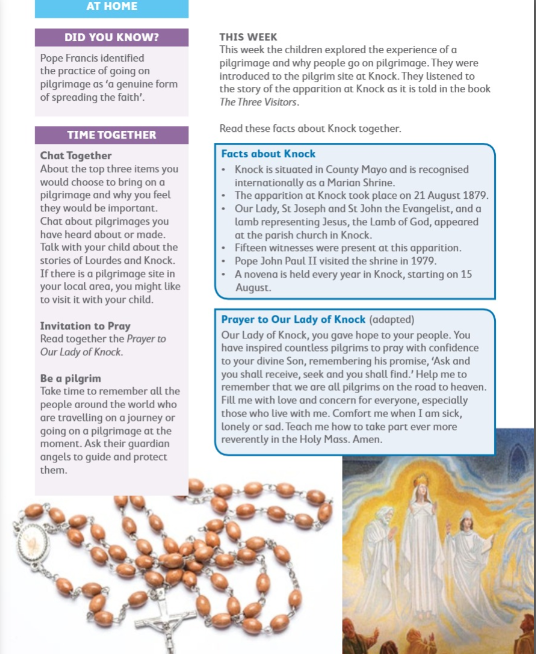 AT HOME
DID YOU KNOW?
Pope Francis identified
the practice of going on
pilgrimage as ‘a genuine form
of spreading the faith’.
TIME TOGETHER
Chat Together
About the top three items you
would choose to bring on a
pilgrimage and why you feel
they would be important.
Chat about pilgrimages you
have heard about or made.
Talk with your child about the
stories of Lourdes and Knock.
If there is a pilgrimage site in
your local area, you might like
to visit it with your child.
Invitation to Pray
Read together the Prayer to
Our Lady of Knock.
Be a pilgrim
Take time to remember all the
people around the world who
are travelling on a journey or
going on a pilgrimage at the
moment. Ask their guardian
angels to guide and protect
them.
THIS WEEK
This week the children explored the experience of a
pilgrimage and why people go on pilgrimage. They were
introduced to the pilgrim site at Knock. They listened to
the story of the apparition at Knock as it is told in the book
The Three Visitors.
Read these facts about Knock together.
Facts about Knock
• Knock is situated in County Mayo and is recognised
internationally as a Marian Shrine.
• The apparition at Knock took place on 21 August 1879.
• Our Lady, St Joseph and St John the Evangelist, and a
lamb representing Jesus, the Lamb of God, appeared
at the parish church in Knock.
• Fifteen witnesses were present at this apparition.
• Pope John Paul II visited the shrine in 1979.
• A novena is held every year in Knock, starting on 15
August.
Prayer to Our Lady of Knock (adapted)
Our Lady of Knock, you gave hope to your people. You
have inspired countless pilgrims to pray with confidence
to your divine Son, remembering his promise, ‘Ask and
you shall receive, seek and you shall find.’ Help me to
remember that we are all pilgrims on the road to heaven.
Fill me with love and concern for everyone, especially
those who live with me. Comfort me when I am sick,
lonely or sad. Teach me how to take part ever more
reverently in the Holy Mass. Amen.